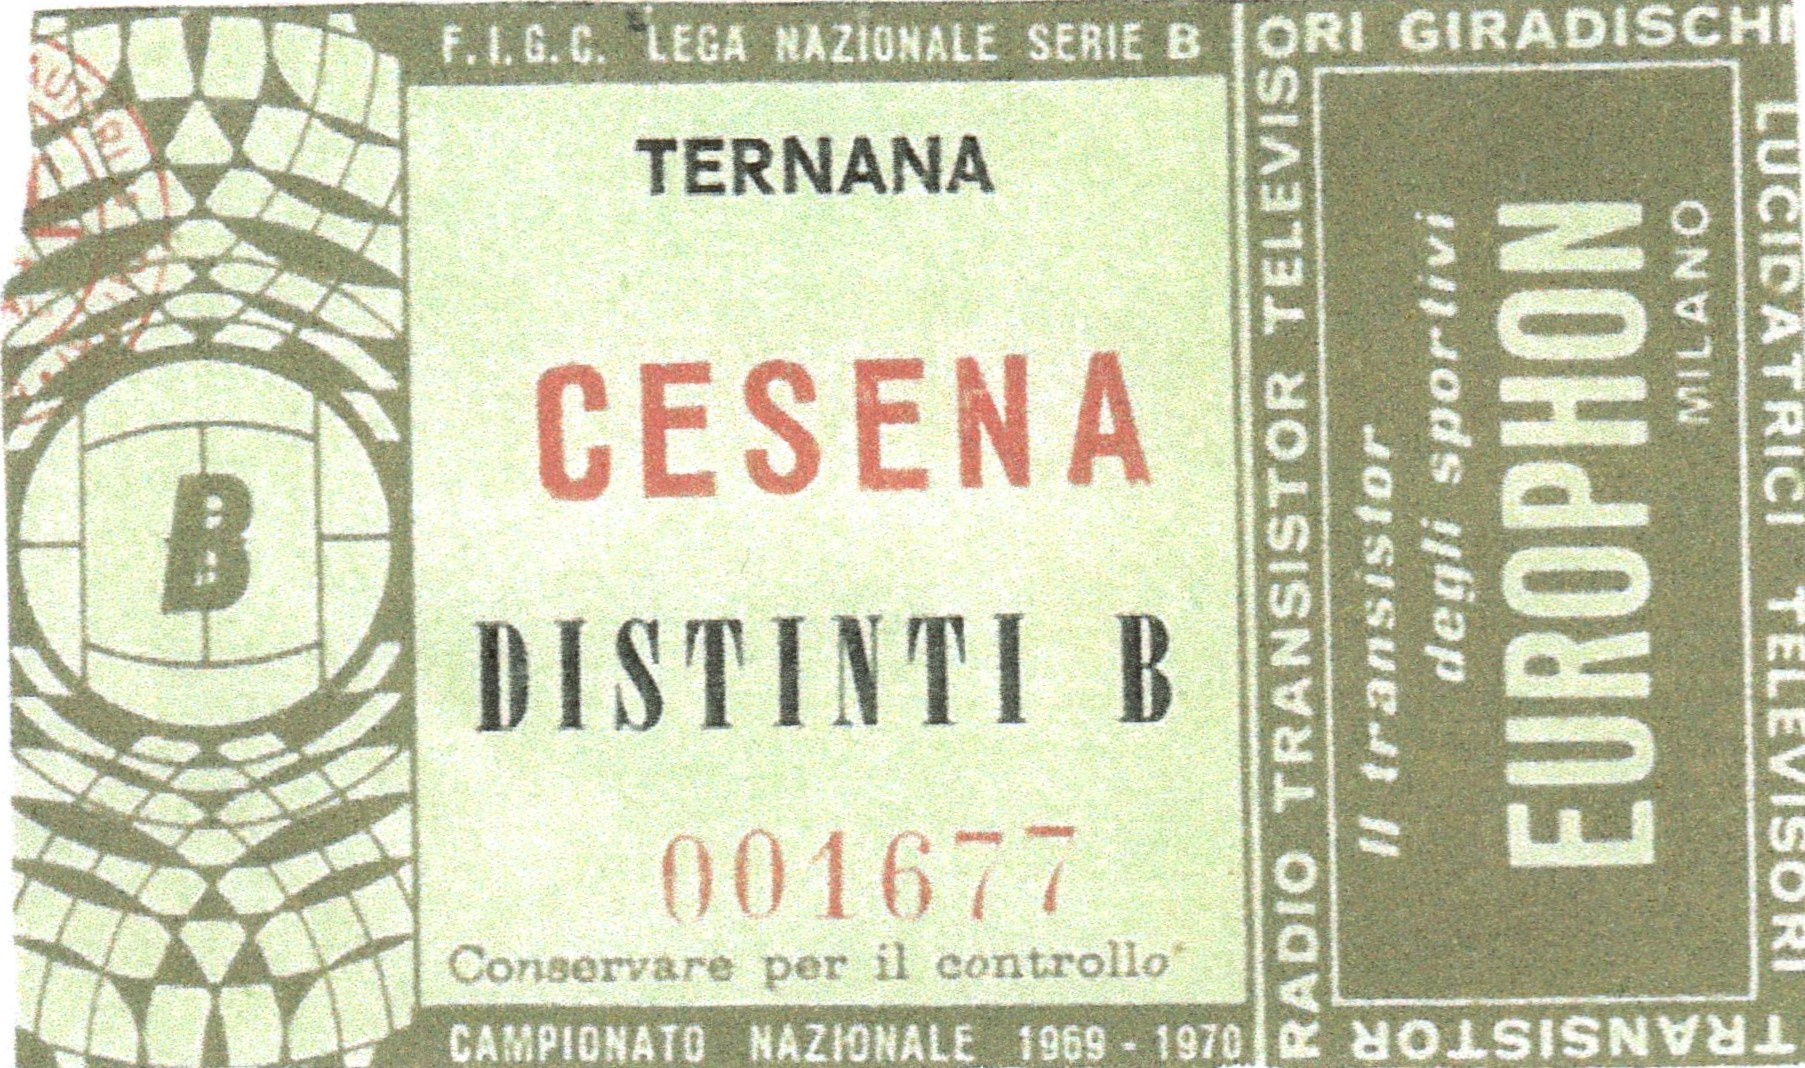 F.I.G.C. LEGA NAZIONALE SERIE B
TERNANA
CESENA
DISTINTI B
001677
Conservare per il controllo
CAMPIONATO NAZIONALE 1969 - 1970
B
RADIO TRANSISTOR TELEVISORI GIRADISCHI
LUCIDATRICI TELEVISORI
TRANSISTOR
Il transistor
degli sportivi
EUROPHON
MILANO